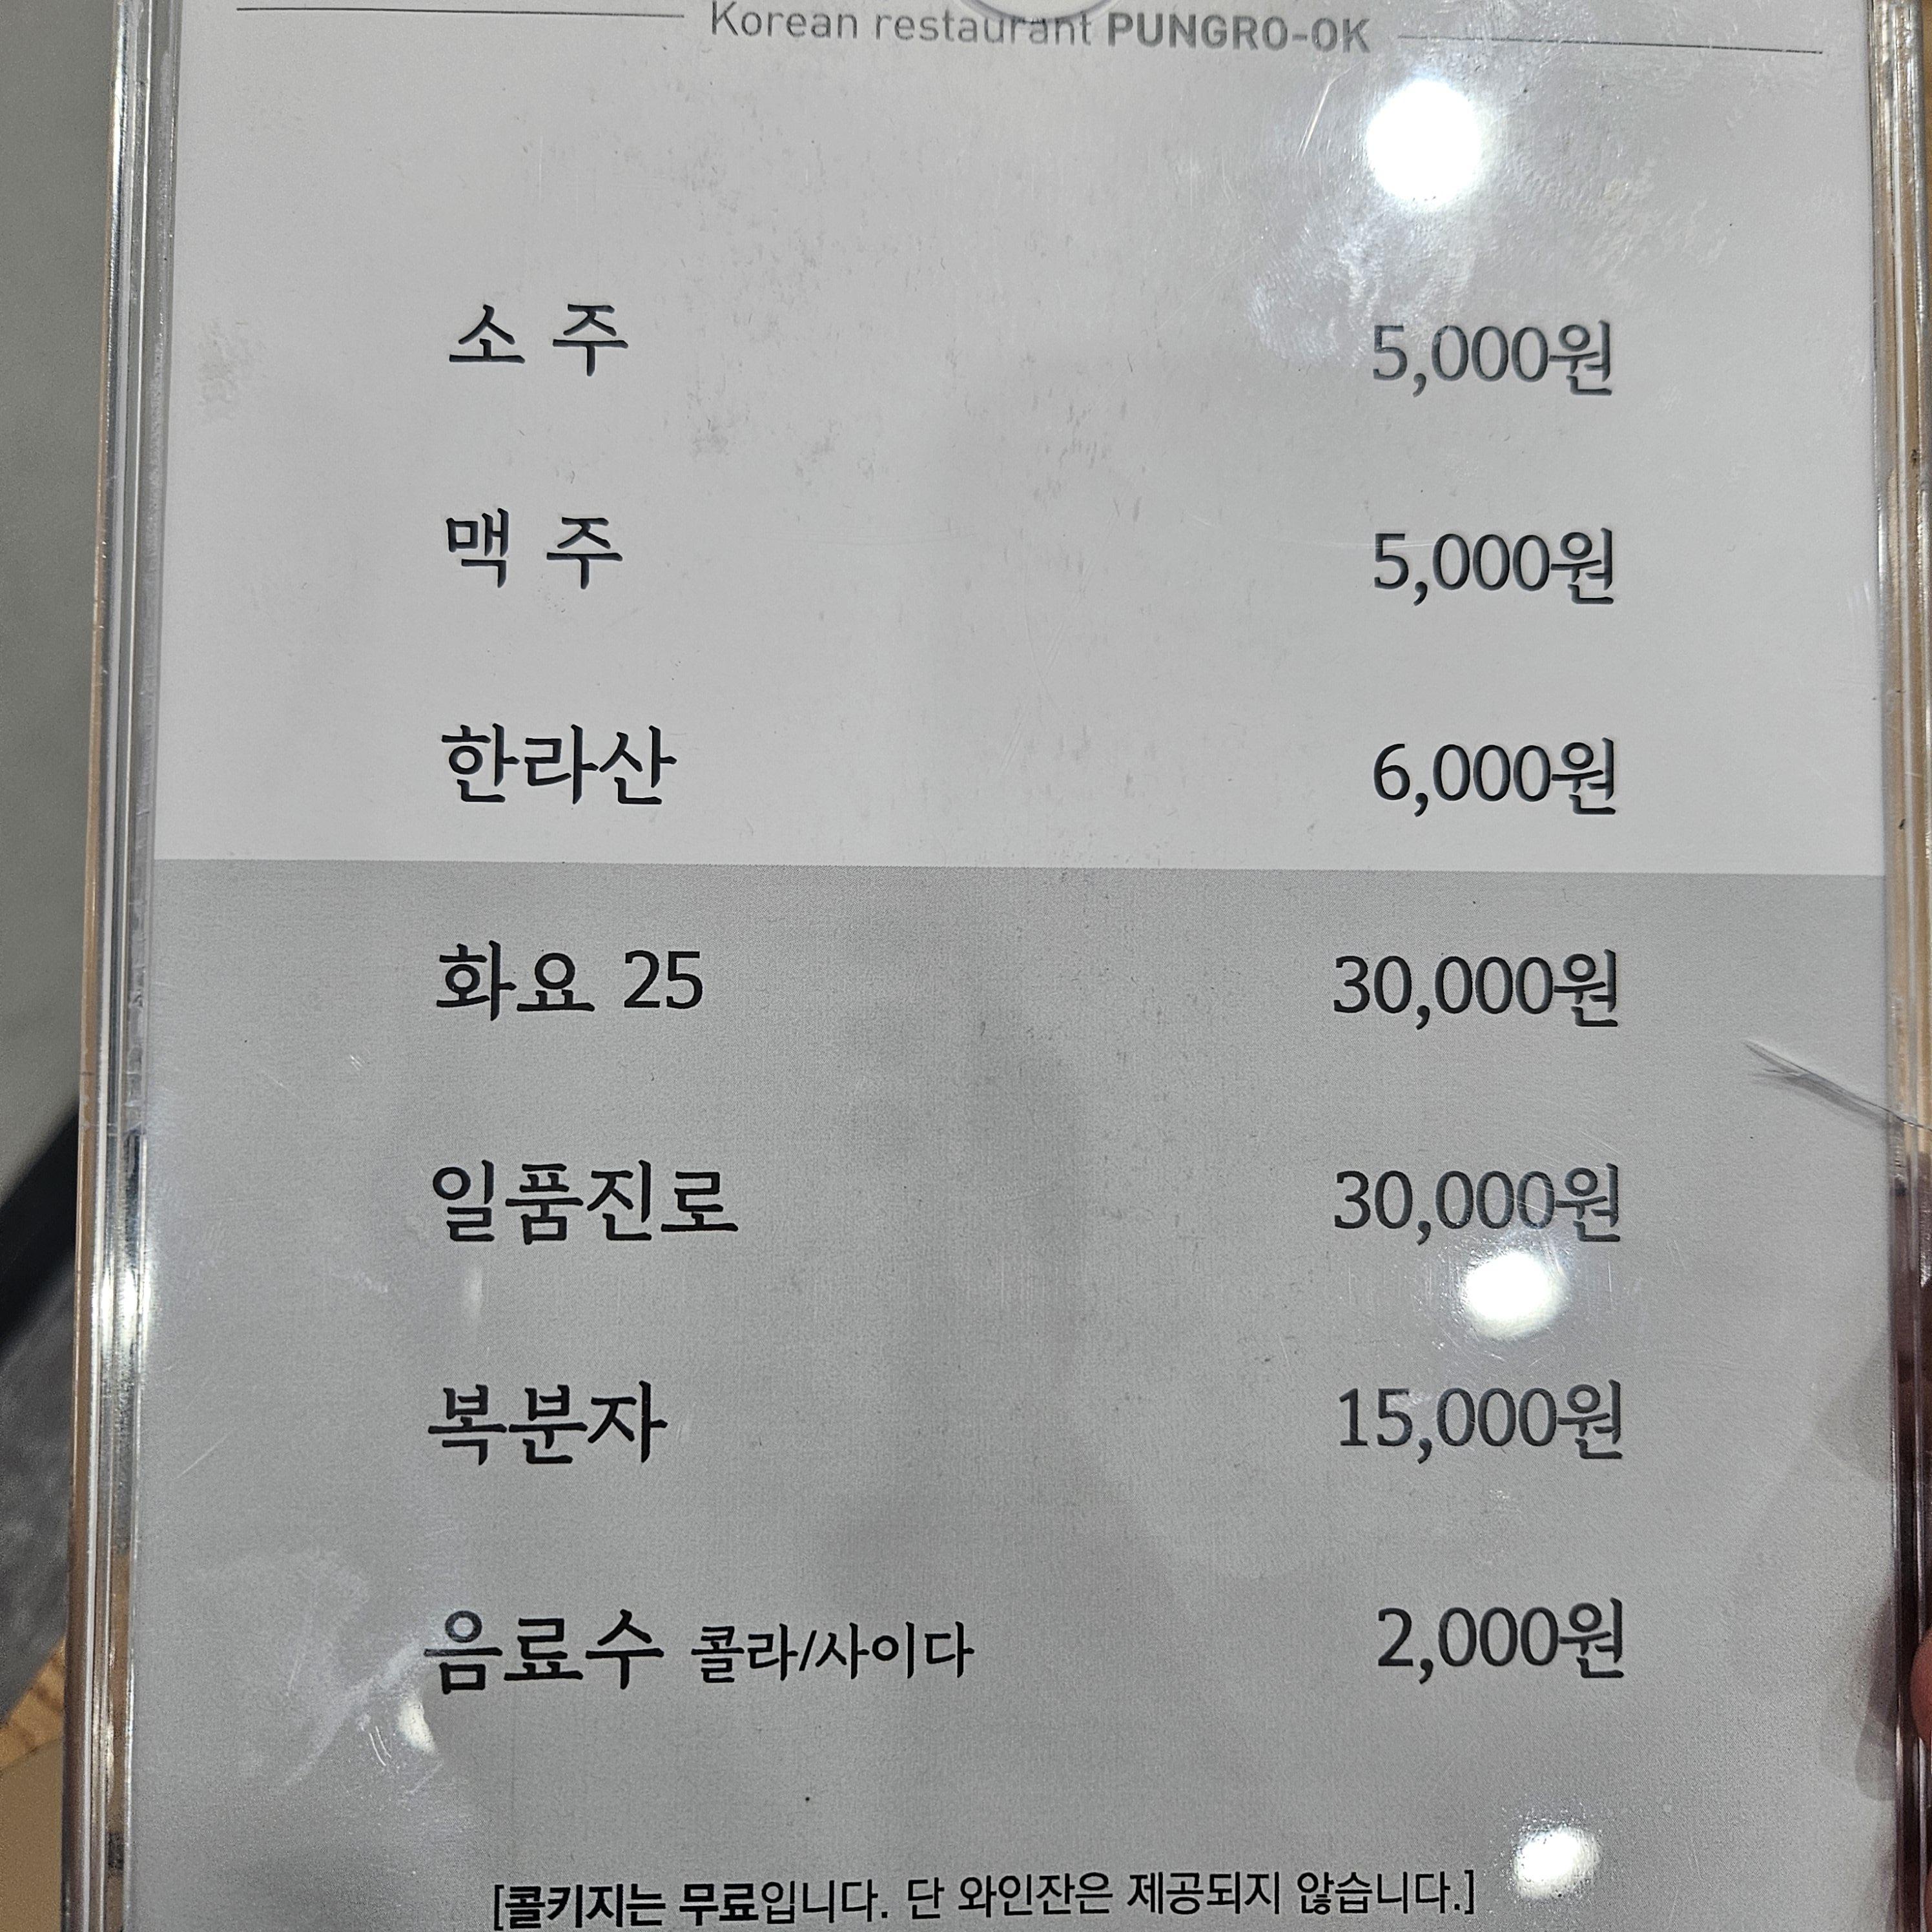 Korean restaurant PUNGRO-OK
소 주 5,000원
맥 주 5,000원
한라산 6,000원
화요 25 30,000원
일품진로 30,000원
복분자 15,000원
음료수 콜라/사이다 2,000원
[콜키지는 무료입니다. 단 와인잔은 제공되지 않습니다.]